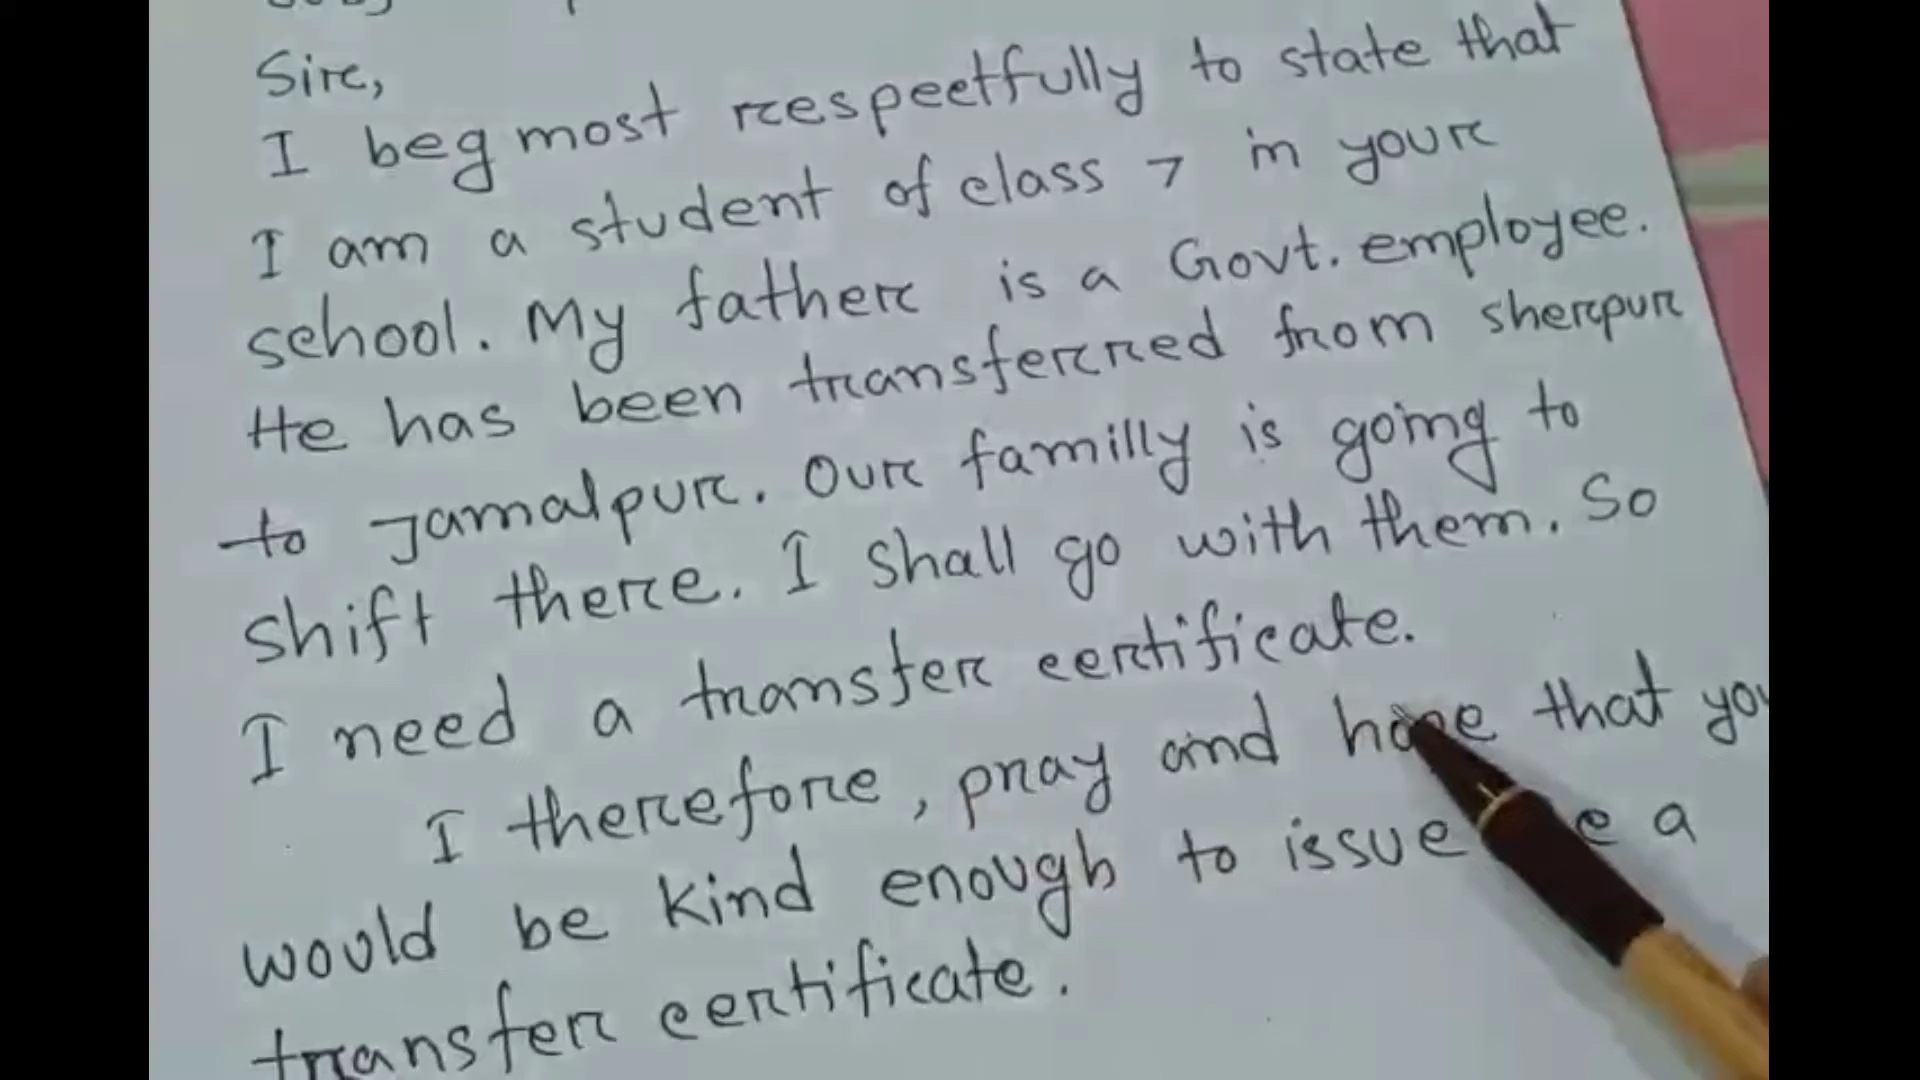 Sir,
I beg most respectfully to state that
I am a student of class 7 in your
school. My father is a Govt. employee.
He has been transferred from sherpur
to Jamalpur. Our familly is going to
shift there. I shall go with them. So
I need a transfer certificate.
I therefore, pray and hope that you
would be kind enough to issue a
transfer certificate.